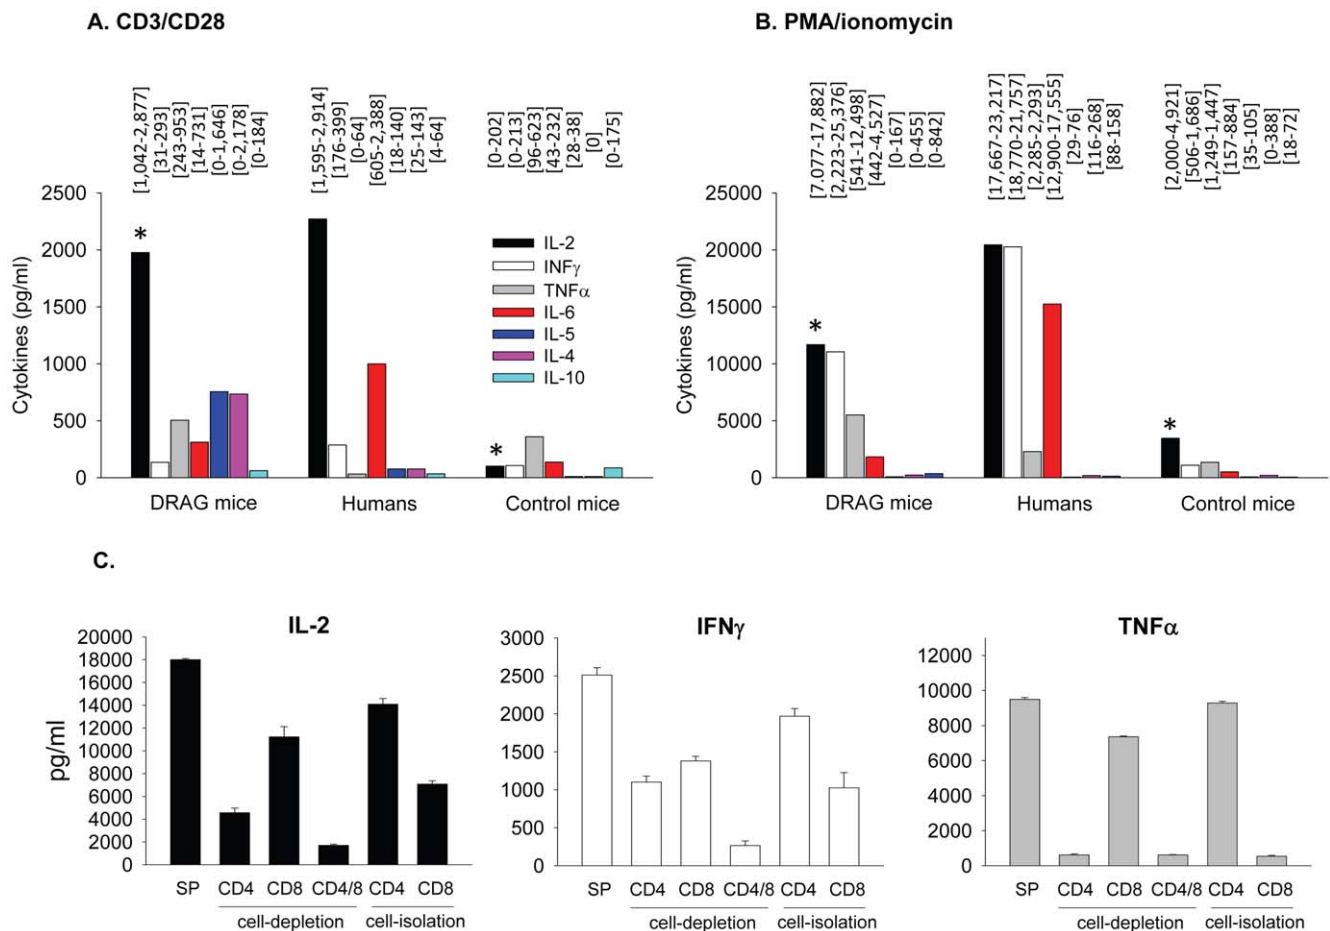 A. CD3/CD28
[1,042-2,877]
[31-293]
[243-953]
[14-731]
[0-1,646]
[0-2,178]
[0-184]
[1,595-2,914]
[176-399]
[0-64]
[605-2,388]
[18-140]
[25-143]
[4-64]
[0-202]
[0-213]
[96-623]
[43-232]
[28-38]
[0]
[0-175]
2500
2000
1500
1000
500
0
Cytokines (pg/ml)
*
*
IL-2
INFγ
TNFα
IL-6
IL-5
IL-4
IL-10
DRAG mice
Humans
Control mice
B. PMA/ionomycin
[7.077-17,882]
[2,223-25,376]
[541-12,498]
[442-4,527]
[0-167]
[0-455]
[0-842]
[17,667-23,217]
[18,770-21,757]
[2,285-2,293]
[12,900-17,555]
[29-76]
[116-268]
[88-158]
[2,000-4,921]
[506-1,686]
[1,249-1,447]
[157-884]
[35-105]
[0-388]
[18-72]
25000
20000
15000
10000
5000
0
Cytokines (pg/ml)
*
*
DRAG mice
Humans
Control mice
C.
IL-2
20000
18000
16000
14000
12000
10000
8000
6000
4000
2000
0
pg/ml
SP
CD4
CD8
CD4/8
CD4
CD8
cell-depletion
cell-isolation
IFNγ
3000
2500
2000
1500
1000
500
0
SP
CD4
CD8
CD4/8
CD4
CD8
cell-depletion
cell-isolation
TNFα
12000
10000
8000
6000
4000
2000
0
SP
CD4
CD8
CD4/8
CD4
CD8
cell-depletion
cell-isolation